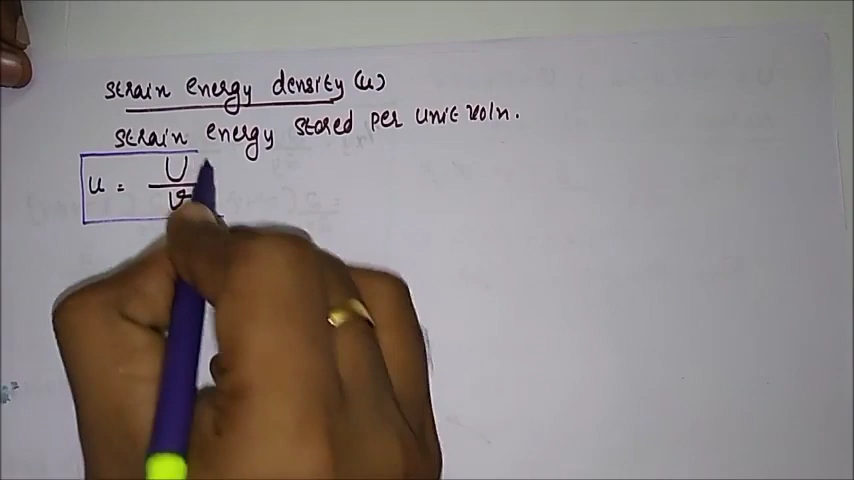 strain energy density (u)
strain energy stored per unit voln.
u = U/v